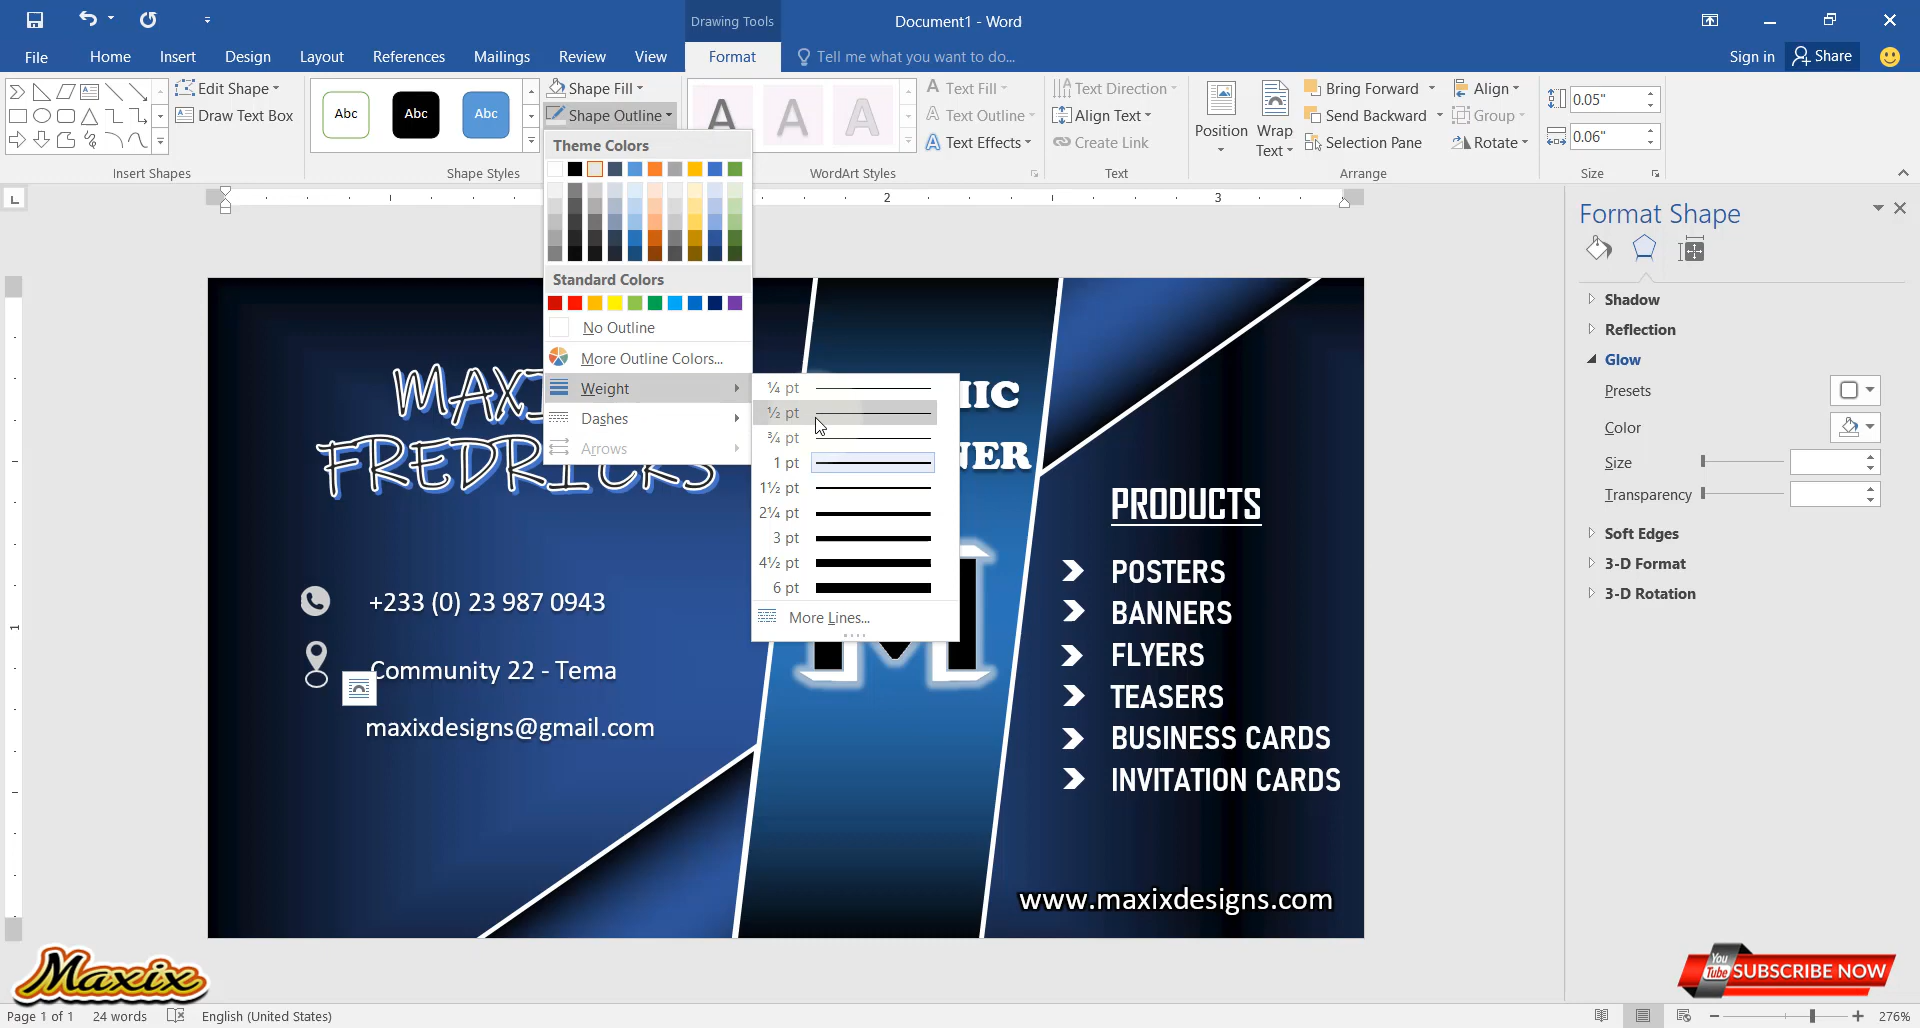 Drawing Tools
Document1 - Word
File Home Insert Design Layout References Mailings Review View Format Tell me what you want to do... Sign in Share
Edit Shape
Draw Text Box
Insert Shapes
Abc Abc Abc
Shape Styles
Shape Fill
Shape Outline
WordArt Styles
Text Fill
Text Outline
Text Effects
Text Direction
Align Text
Create Link
Text
Position
Wrap Text
Bring Forward
Send Backward
Selection Pane
Align
Group
Rotate
Arrange
0.05"
0.06"
Size
Theme Colors
Standard Colors
No Outline
More Outline Colors...
Weight
Dashes
Arrows
¼ pt
½ pt
¾ pt
1 pt
1½ pt
2¼ pt
3 pt
4½ pt
6 pt
More Lines...
L
2 3
1
FREDRICKS
+233 (0) 23 987 0943
Community 22 - Tema
maxixdesigns@gmail.com
M
PRODUCTS
POSTERS
BANNERS
FLYERS
TEASERS
BUSINESS CARDS
INVITATION CARDS
www.maxixdesigns.com
Format Shape
Shadow
Reflection
Glow
Presets
Color
Size
Transparency
Soft Edges
3-D Format
3-D Rotation
Maxix
You Tube SUBSCRIBE NOW
Page 1 of 1 24 words English (United States) 276%